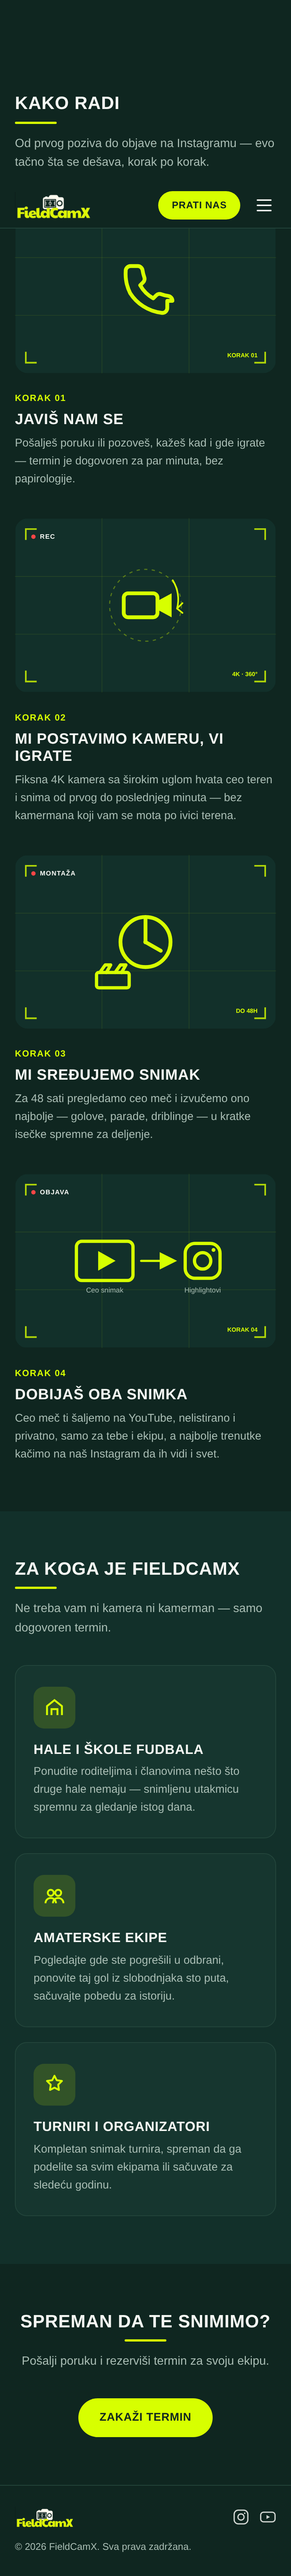 KAKO RADI
Od prvog poziva do objave na Instagramu — evo
tačno šta se dešava, korak po korak.
FieldCamX
PRATI NAS
KORAK 01
KORAK 01
JAVIŠ NAM SE
Pošalješ poruku ili pozoveš, kažeš kad i gde igrate
— termin je dogovoren za par minuta, bez
papirologije.
REC
4K · 360°
KORAK 02
MI POSTAVIMO KAMERU, VI
IGRATE
Fiksna 4K kamera sa širokim uglom hvata ceo teren
i snima od prvog do poslednjeg minuta — bez
kamermana koji vam se mota po ivici terena.
MONTAŽA
DO 48H
KORAK 03
MI SREĐUJEMO SNIMAK
Za 48 sati pregledamo ceo meč i izvučemo ono
najbolje — golove, parade, driblinge — u kratke
isečke spremne za deljenje.
OBJAVA
Ceo snimak
Highlightovi
KORAK 04
KORAK 04
DOBIJAŠ OBA SNIMKA
Ceo meč ti šaljemo na YouTube, nelistirano i
privatno, samo za tebe i ekipu, a najbolje trenutke
kačimo na naš Instagram da ih vidi i svet.
ZA KOGA JE FIELDCAMX
Ne treba vam ni kamera ni kamerman — samo
dogovoren termin.
HALE I ŠKOLE FUDBALA
Ponudite roditeljima i članovima nešto što
druge hale nemaju — snimljenu utakmicu
spremnu za gledanje istog dana.
AMATERSKE EKIPE
Pogledajte gde ste pogrešili u odbrani,
ponovite taj gol iz slobodnjaka sto puta,
sačuvajte pobedu za istoriju.
TURNIRI I ORGANIZATORI
Kompletan snimak turnira, spreman da ga
podelite sa svim ekipama ili sačuvate za
sledeću godinu.
SPREMAN DA TE SNIMIMO?
Pošalji poruku i rezerviši termin za svoju ekipu.
ZAKAŽI TERMIN
FieldCamX
© 2026 FieldCamX. Sva prava zadržana.